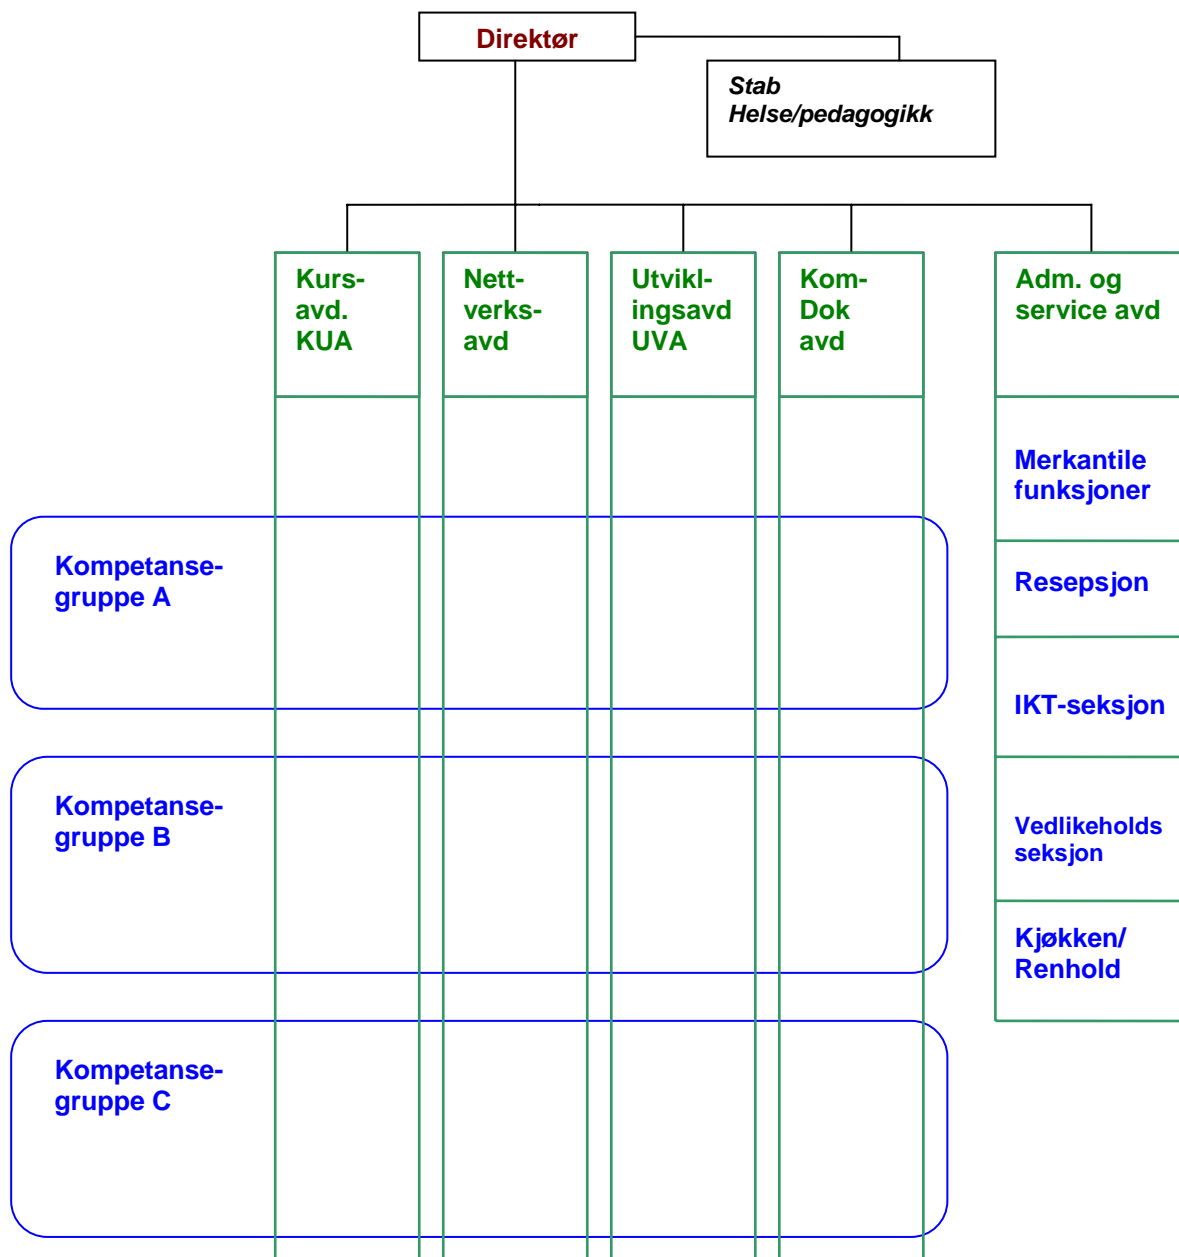 Direktør
Stab
Helse/pedagogikk
Kurs-
avd.
KUA
Nett-
verks-
avd
Utvikl-
ingsavd
UVA
Kom-
Dok
avd
Adm. og
service avd
Merkantile
funksjoner
Kompetanse-
gruppe A
Resepsjon
IKT-seksjon
Kompetanse-
gruppe B
Vedlikeholds
seksjon
Kjøkken/
Renhold
Kompetanse-
gruppe C